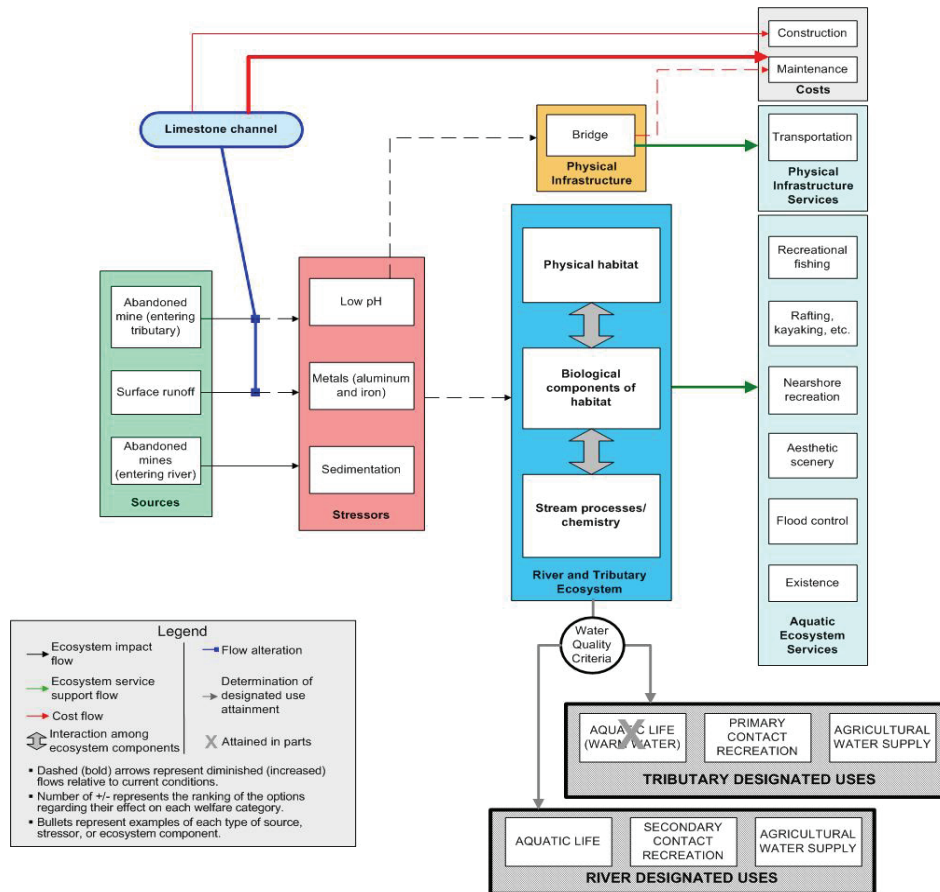 Construction
Maintenance
Costs
Limestone channel
Bridge
Physical
Infrastructure
Transportation
Physical
Infrastructure
Services
Abandoned
mine (entering
tributary)
Surface runoff
Abandoned
mines
(entering river)
Sources
Low pH
Metals (aluminum
and iron)
Sedimentation
Stressors
Physical habitat
Biological
components of
habitat
Stream processes/
chemistry
River and Tributary
Ecosystem
Recreational
fishing
Rafting,
kayaking, etc.
Nearshore
recreation
Aesthetic
scenery
Flood control
Existence
Aquatic
Ecosystem
Services
Water
Quality
Criteria
AQUATIC LIFE
(WARM WATER)
X
PRIMARY
CONTACT
RECREATION
AGRICULTURAL
WATER SUPPLY
TRIBUTARY DESIGNATED USES
AQUATIC LIFE
SECONDARY
CONTACT
RECREATION
AGRICULTURAL
WATER SUPPLY
RIVER DESIGNATED USES
Legend
Ecosystem impact
flow
Ecosystem service
support flow
Cost flow
Interaction among
ecosystem components
Flow alteration
Determination of
designated use
attainment
X Attained in parts
▪ Dashed (bold) arrows represent diminished (increased)
flows relative to current conditions.
▪ Number of +/- represents the ranking of the options
regarding their effect on each welfare category.
▪ Bullets represent examples of each type of source,
stressor, or ecosystem component.